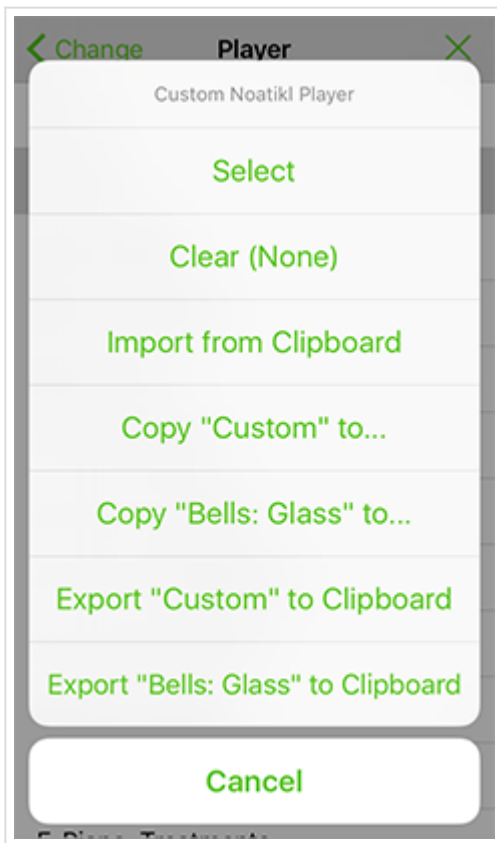 Change Player
Custom Noatikl Player
Select
Clear (None)
Import from Clipboard
Copy "Custom" to...
Copy "Bells: Glass" to...
Export "Custom" to Clipboard
Export "Bells: Glass" to Clipboard
Cancel